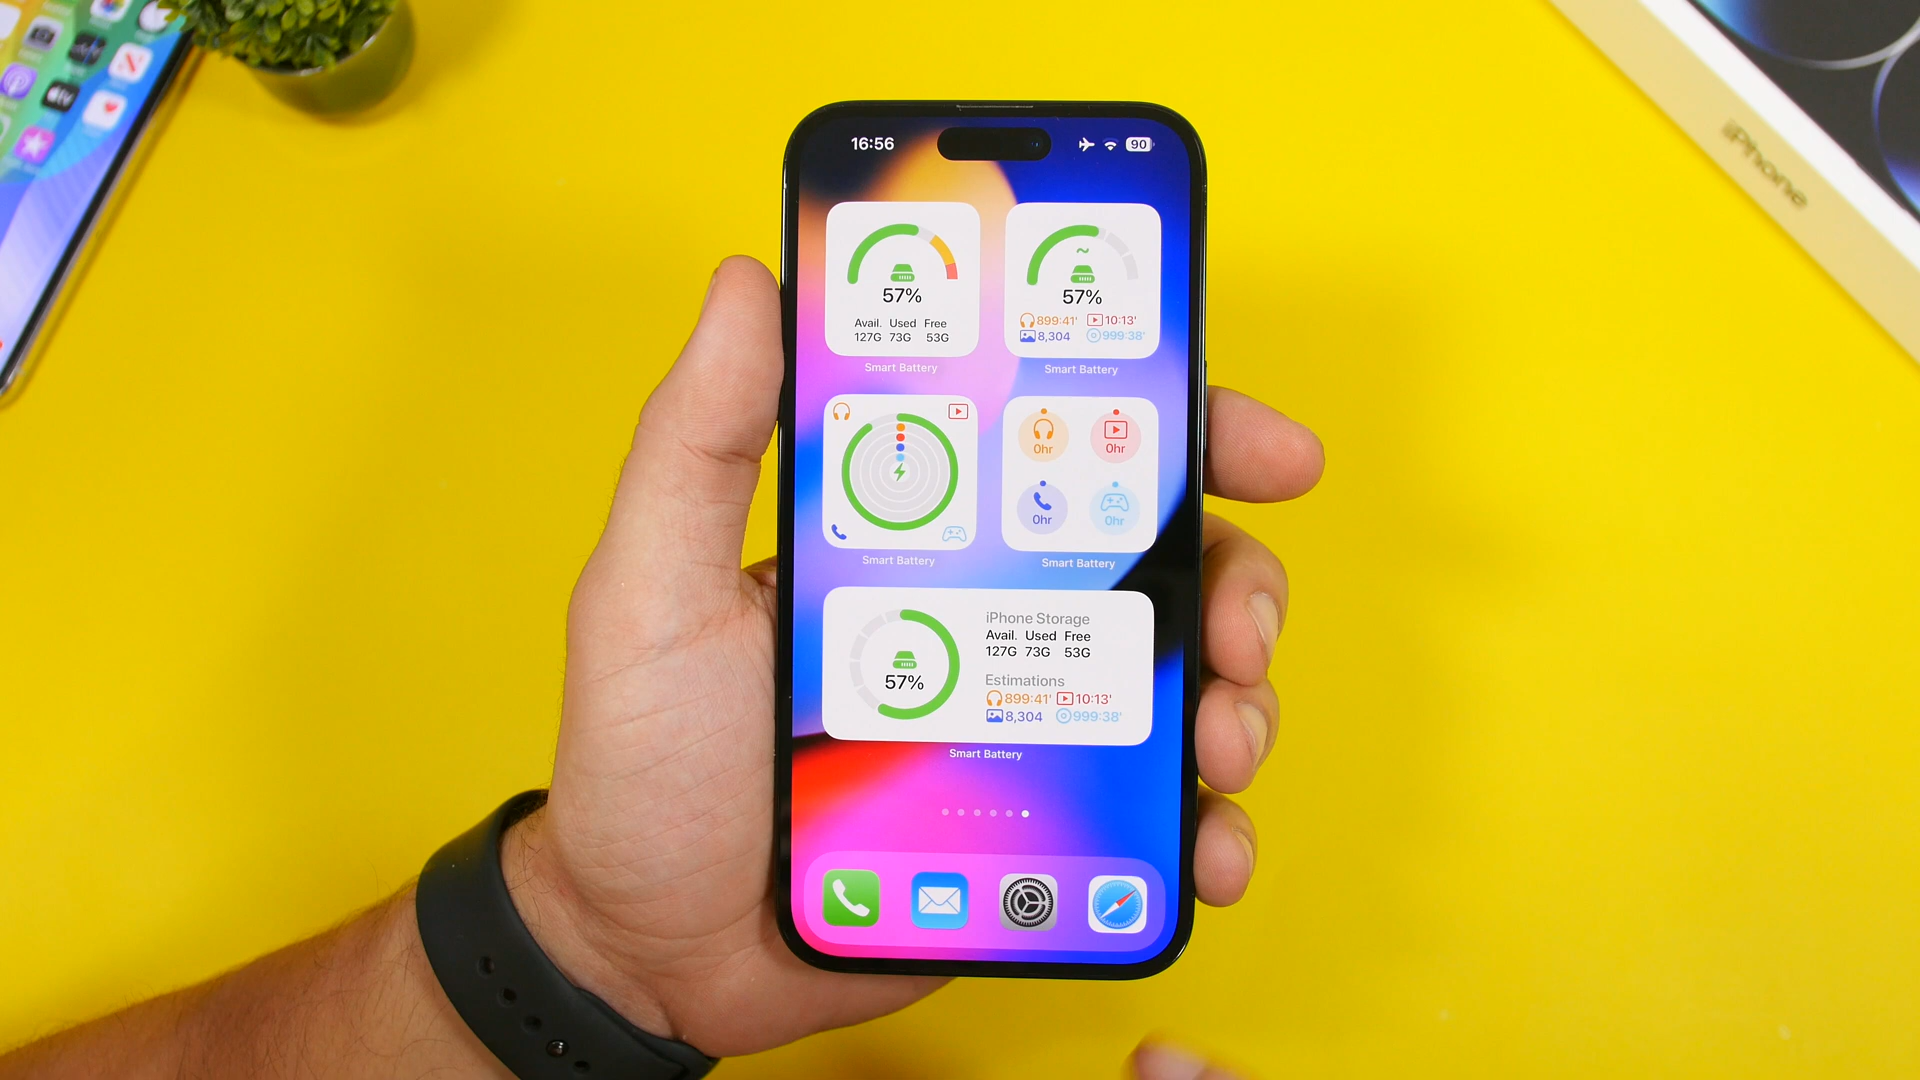 16:56
90
57%
Avail. Used Free
127G 73G 53G
Smart Battery
57%
899:41' 10:13'
8,304 999:38'
Smart Battery
Smart Battery
0hr 0hr
0hr 0hr
Smart Battery
57%
iPhone Storage
Avail. Used Free
127G 73G 53G
Estimations
899:41' 10:13'
8,304 999:38'
Smart Battery
iPhone
tv